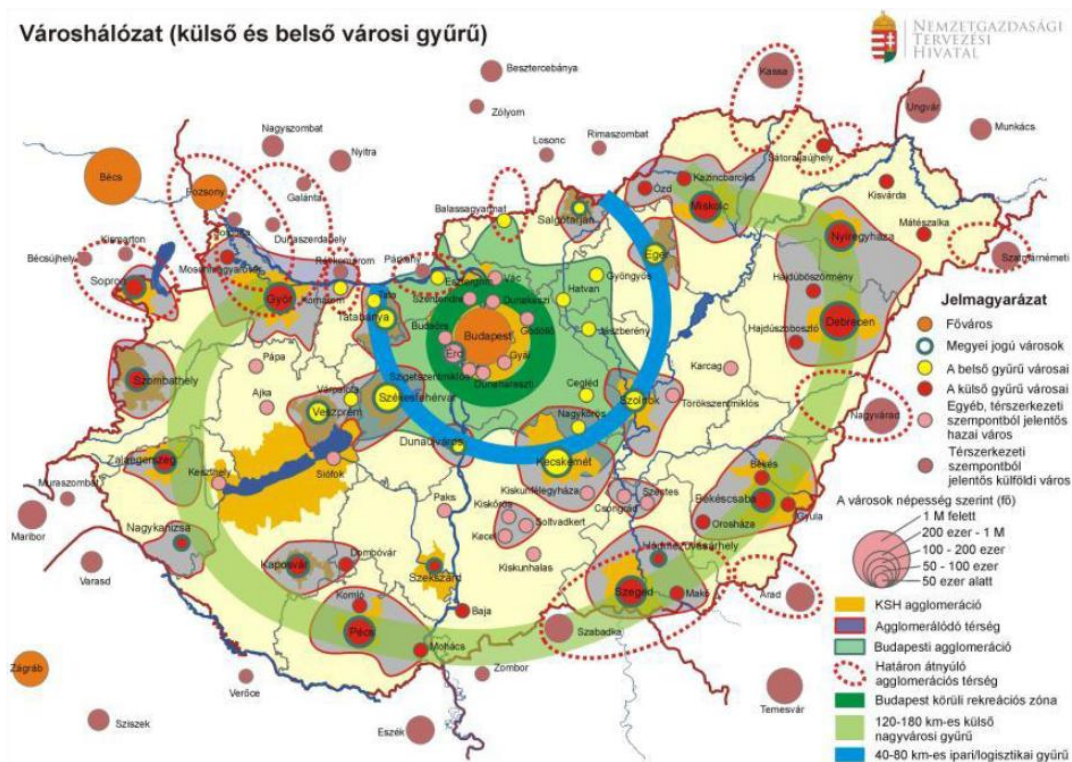 Városhálózat (külső és belső városi gyűrű)
NEMZETGAZDASÁGI
TERVEZÉSI
HIVATAL
Besztercebánya
Kassa
Ungvár
Zólyom
Munkács
Nagyszombat
Losonc
Rimaszombat
Nyitra
Sátoraljaújhely
Bécs
Pozsony
Galánta
Kazincbarcika
Ózd
Kisvárda
Balassagyarmat
Salgótarján
Miskolc
Mátészalka
Kismarton
Dunaszerdahely
Nyíregyháza
Bécsújhely
Révkomárom
Párkány
Eger
Szatmárnémeti
Mosonmagyaróvár
Esztergom
Vác
Gyöngyös
Sopron
Győr
Komárom
Tata
Szentendre
Dunakeszi
Hatvan
Hajdúböszörmény
Tatabánya
Budaörs
Gödöllő
Debrecen
Jászberény
Hajdúszoboszló
Budapest
Érd
Gyál
Pápa
Szigetszentmiklós
Dunaharaszti
Karcag
Szombathely
Ajka
Várpalota
Székesfehérvár
Cegléd
Veszprém
Szolnok
Törökszentmiklós
Nagyvárad
Nagykőrös
Dunaújváros
Zalaegerszeg
Kecskemét
Keszthely
Siófok
Békés
Muraszombat
Kiskunfélegyháza
Szentes
Békéscsaba
Paks
Csongrád
Kiskőrös
Gyula
Maribor
Soltvadkert
Orosháza
Nagykanizsa
Kecel
Dombóvár
Hódmezővásárhely
Varasd
Kaposvár
Kiskunhalas
Szekszárd
Komló
Szeged
Makó
Arad
Baja
Pécs
Szabadka
Mohács
Zágráb
Verőce
Zombor
Temesvár
Sziszek
Eszék
Jelmagyarázat
Főváros
Megyei jogú városok
A belső gyűrű városai
A külső gyűrű városai
Egyéb, térszerkezeti
szempontból jelentős
hazai város
Térszerkezeti
szempontból
jelentős külföldi város
A városok népesség szerint (fő)
1 M felett
200 ezer - 1 M
100 - 200 ezer
50 - 100 ezer
50 ezer alatt
KSH agglomeráció
Agglomerálódó térség
Budapesti agglomeráció
Határon átnyúló
agglomerációs térség
Budapest körüli rekreációs zóna
120-180 km-es külső
nagyvárosi gyűrű
40-80 km-es ipari/logisztikai gyűrű